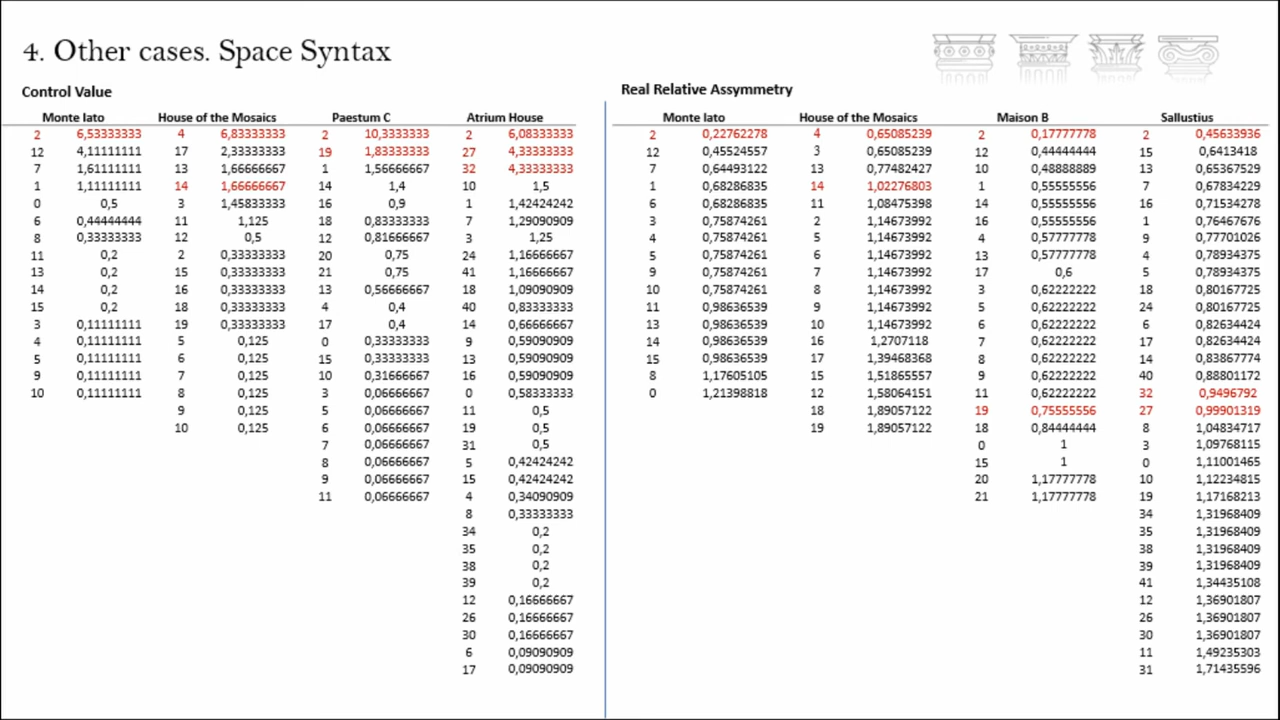 4. Other cases. Space Syntax
Control Value
Monte Iato House of the Mosaics Paestum C Atrium House
2 6,53333333 4 6,83333333 2 10,3333333 2 6,08333333
12 4,11111111 17 2,33333333 19 1,83333333 27 4,33333333
7 1,61111111 13 1,66666667 1 1,56666667 32 4,33333333
1 1,11111111 14 1,66666667 14 1,4 10 1,5
0 0,5 3 1,45833333 16 0,9 1 1,42424242
6 0,44444444 11 1,125 18 0,83333333 7 1,29090909
8 0,33333333 12 0,5 12 0,81666667 3 1,25
11 0,2 2 0,33333333 20 0,75 24 1,16666667
13 0,2 15 0,33333333 21 0,75 41 1,16666667
14 0,2 16 0,33333333 13 0,56666667 18 1,09090909
15 0,2 18 0,33333333 4 0,4 40 0,83333333
3 0,11111111 19 0,33333333 17 0,4 14 0,66666667
4 0,11111111 5 0,125 0 0,33333333 9 0,59090909
5 0,11111111 6 0,125 15 0,33333333 13 0,59090909
9 0,11111111 7 0,125 10 0,31666667 16 0,59090909
10 0,11111111 8 0,125 3 0,06666667 0 0,58333333
9 0,125 5 0,06666667 11 0,5
10 0,125 6 0,06666667 19 0,5
7 0,06666667 31 0,5
8 0,06666667 5 0,42424242
9 0,06666667 15 0,42424242
11 0,06666667 4 0,34090909
8 0,33333333
34 0,2
35 0,2
38 0,2
39 0,2
12 0,16666667
26 0,16666667
30 0,16666667
6 0,09090909
17 0,09090909
Real Relative Assymmetry
Monte Iato House of the Mosaics Maison B Sallustius
2 0,22762278 4 0,65085239 2 0,17777778 2 0,45633936
12 0,45524557 3 0,65085239 12 0,44444444 15 0,6413418
7 0,64493122 13 0,77482427 10 0,48888889 13 0,65367529
1 0,68286835 14 1,02276803 1 0,55555556 7 0,67834229
6 0,68286835 11 1,08475398 14 0,55555556 16 0,71534278
3 0,75874261 2 1,14673992 16 0,55555556 1 0,76467676
4 0,75874261 5 1,14673992 4 0,57777778 9 0,77701026
5 0,75874261 6 1,14673992 13 0,57777778 4 0,78934375
9 0,75874261 7 1,14673992 17 0,6 5 0,78934375
10 0,75874261 8 1,14673992 3 0,62222222 18 0,80167725
11 0,98636539 9 1,14673992 5 0,62222222 24 0,80167725
13 0,98636539 10 1,14673992 6 0,62222222 6 0,82634424
14 0,98636539 16 1,2707118 7 0,62222222 17 0,82634424
15 0,98636539 17 1,39468368 8 0,62222222 14 0,83867774
8 1,17605105 15 1,51865557 9 0,62222222 40 0,88801172
0 1,21398818 12 1,58064151 11 0,62222222 32 0,9496792
18 1,89057122 19 0,75555556 27 0,99901319
19 1,89057122 18 0,84444444 8 1,04834717
0 1 3 1,09768115
15 1 0 1,11001465
20 1,17777778 10 1,12234815
21 1,17777778 19 1,17168213
34 1,31968409
35 1,31968409
38 1,31968409
39 1,31968409
41 1,34435108
12 1,36901807
26 1,36901807
30 1,36901807
11 1,49235303
31 1,71435596